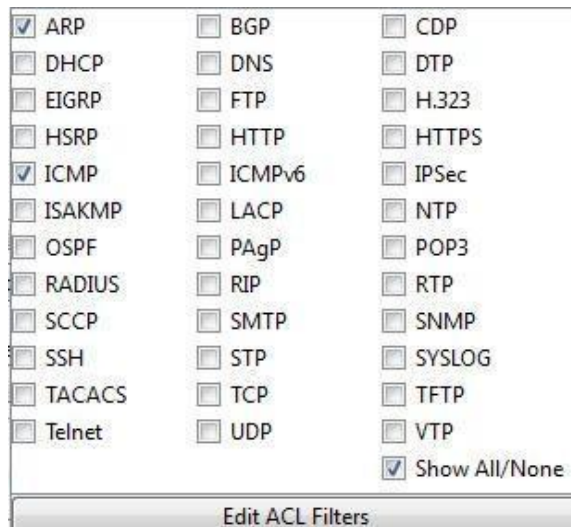 ARP BGP CDP
DHCP DNS DTP
EIGRP FTP H.323
HSRP HTTP HTTPS
ICMP ICMPv6 IPSec
ISAKMP LACP NTP
OSPF PAgP POP3
RADIUS RIP RTP
SCCP SMTP SNMP
SSH STP SYSLOG
TACACS TCP TFTP
Telnet UDP VTP
Show All/None
Edit ACL Filters